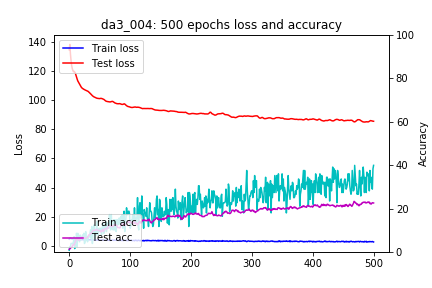 da3_004: 500 epochs loss and accuracy
Train loss
Test loss
Train acc
Test acc
Loss
Accuracy
140
120
100
80
60
40
20
0
100
80
60
40
20
0
0
100
200
300
400
500